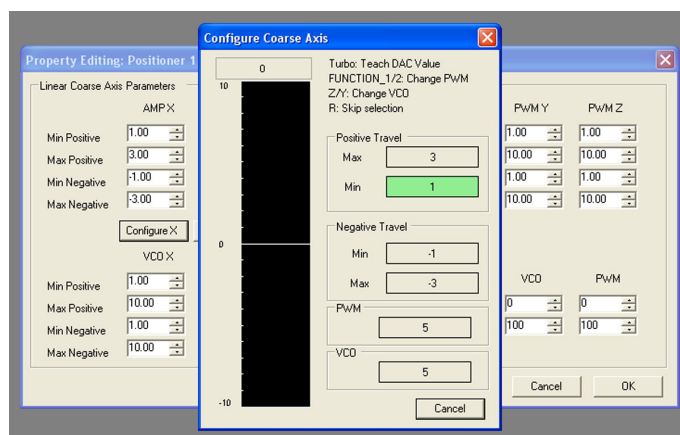 Configure Coarse Axis
Property Editing: Positioner 1
Linear Coarse Axis Parameters
AMP X
Min Positive 1.00
Max Positive 3.00
Min Negative -1.00
Max Negative -3.00
Configure X
VCO X
Min Positive 1.00
Max Positive 10.00
Min Negative 1.00
Max Negative 10.00
0
10
0
-10
Turbo: Teach DAC Value
FUNCTION_1/2: Change PWM
Z/Y: Change VCO
R: Skip selection
Positive Travel
Max 3
Min 1
Negative Travel
Min -1
Max -3
PWM
5
VCO
5
Cancel
PWM Y PWM Z
1.00 1.00
10.00 10.00
1.00 1.00
10.00 10.00
VCO PWM
0 0
100 100
Cancel OK